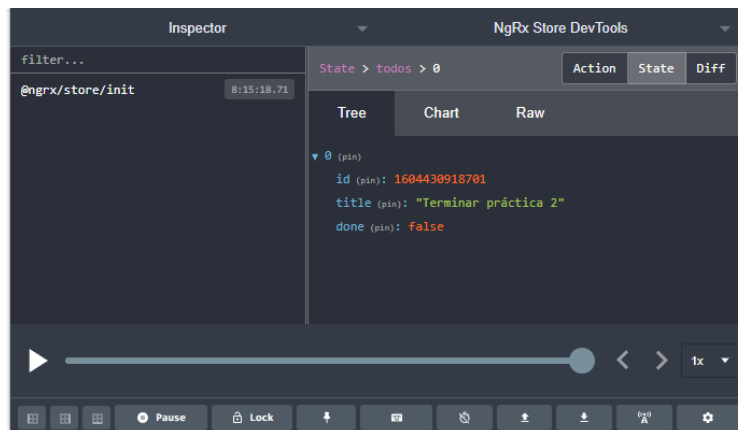 Inspector NgRx Store DevTools
filter...
@ngrx/store/init 8:15:18.71
State > todos > 0
Action State Diff
Tree Chart Raw
▼ 0 (pin)
id (pin): 1604430918701
title (pin): "Terminar práctica 2"
done (pin): false
1x
Pause Lock